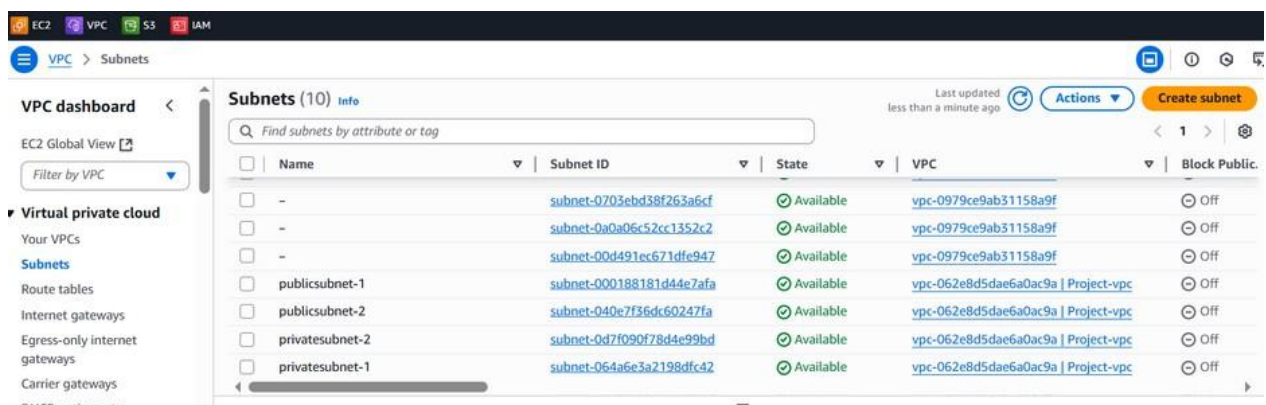 EC2 VPC S3 IAM
VPC > Subnets
VPC dashboard
EC2 Global View
Filter by VPC
Virtual private cloud
Your VPCs
Subnets
Route tables
Internet gateways
Egress-only internet
gateways
Carrier gateways
Subnets (10) Info
Last updated
less than a minute ago
Actions
Create subnet
Find subnets by attribute or tag
1
Name Subnet ID State VPC Block Public.
- subnet-0703ebd38f263a6cf Available vpc-0979ce9ab31158a9f Off
- subnet-0a0a06c52cc1352c2 Available vpc-0979ce9ab31158a9f Off
- subnet-00d491ec671dfe947 Available vpc-0979ce9ab31158a9f Off
publicsubnet-1 subnet-000188181d44e7afa Available vpc-062e8d5dae6a0ac9a | Project-vpc Off
publicsubnet-2 subnet-040e7f36dc60247fa Available vpc-062e8d5dae6a0ac9a | Project-vpc Off
privatesubnet-2 subnet-0d7f090f78d4e99bd Available vpc-062e8d5dae6a0ac9a | Project-vpc Off
privatesubnet-1 subnet-064a6e3a2198dfc42 Available vpc-062e8d5dae6a0ac9a | Project-vpc Off